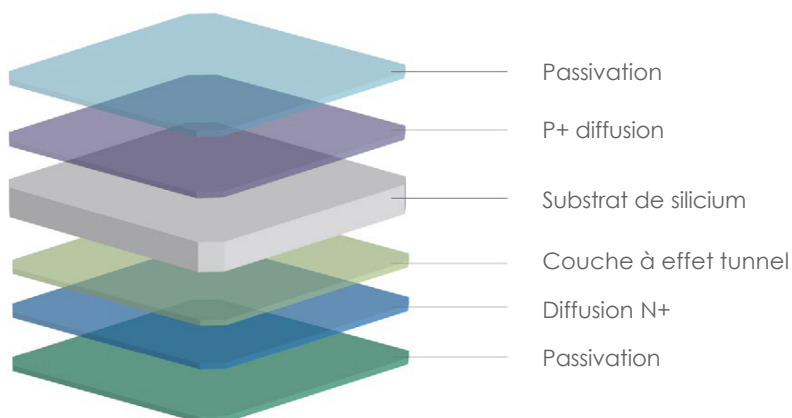 Passivation
P+ diffusion
Substrat de silicium
Couche à effet tunnel
Diffusion N+
Passivation